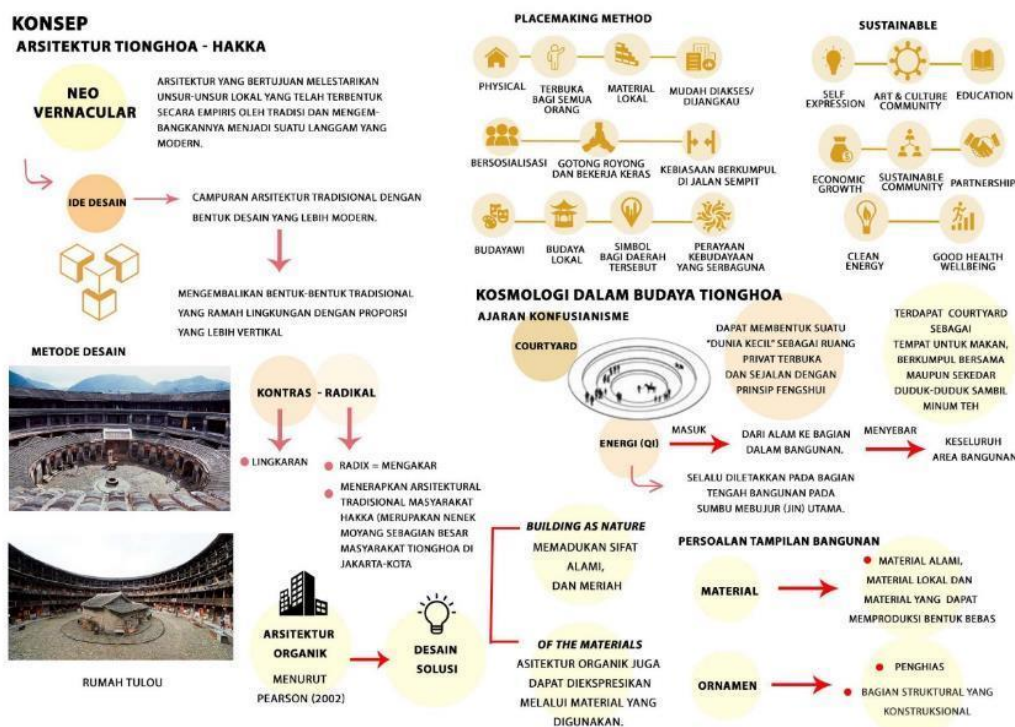 KONSEP
ARSITEKTUR TIONGHOA - HAKKA
NEO
VERNACULAR
ARSITEKTUR YANG BERTUJUAN MELESTARIKAN
UNSUR-UNSUR LOKAL YANG TELAH TERBENTUK
SECARA EMPIRIS OLEH TRADISI DAN MENGEM-
BANGKANNYA MENJADI SUATU LANGGAM YANG
MODERN.
IDE DESAIN
CAMPURAN ARSITEKTUR TRADISIONAL DENGAN
BENTUK DESAIN YANG LEBIH MODERN.
MENGEMBALIKAN BENTUK-BENTUK TRADISIONAL
YANG RAMAH LINGKUNGAN DENGAN PROPORSI
YANG LEBIH VERTIKAL
METODE DESAIN
KONTRAS - RADIKAL
LINGKARAN
RADIX = MENGAKAR
MENERAPKAN ARSITEKTURAL
TRADISIONAL MASYARAKAT
HAKKA (MERUPAKAN NENEK
MOYANG SEBAGIAN BESAR
MASYARAKAT TIONGHOA DI
JAKARTA-KOTA
RUMAH TULOU
ARSITEKTUR
ORGANIK
MENURUT
PEARSON (2002)
DESAIN
SOLUSI
BUILDING AS NATURE
MEMADUKAN SIFAT
ALAMI,
DAN MERIAH
OF THE MATERIALS
ASITEKTUR ORGANIK JUGA
DAPAT DIEKSPRESIKAN
MELALUI MATERIAL YANG
DIGUNAKAN.
PLACEMAKING METHOD
PHYSICAL
TERBUKA
BAGI SEMUA
ORANG
MATERIAL
LOKAL
MUDAH DIAKSES/
DIJANGKAU
BERSOSIALISASI
GOTONG ROYONG
DAN BEKERJA KERAS
KEBIASAAN BERKUMPUL
DI JALAN SEMPIT
BUDAYAWI
BUDAYA
LOKAL
SIMBOL
BAGI DAERAH
TERSEBUT
PERAYAAN
KEBUDAYAAN
YANG SERBAGUNA
SUSTAINABLE
SELF
EXPRESSION
ART & CULTURE
COMMUNITY
EDUCATION
ECONOMIC
GROWTH
SUSTAINABLE
COMMUNITY
PARTNERSHIP
CLEAN
ENERGY
GOOD HEALTH
WELLBEING
KOSMOLOGI DALAM BUDAYA TIONGHOA
AJARAN KONFUSIANISME
COURTYARD
DAPAT MEMBENTUK SUATU
"DUNIA KECIL" SEBAGAI RUANG
PRIVAT TERBUKA
DAN SEJALAN DENGAN
PRINSIP FENGSHUI
TERDAPAT COURTYARD
SEBAGAI
TEMPAT UNTUK MAKAN,
BERKUMPUL BERSAMA
MAUPUN SEKEDAR
DUDUK-DUDUK SAMBIL
MINUM TEH
ENERGI (QI)
MASUK
DARI ALAM KE BAGIAN
DALAM BANGUNAN.
MENYEBAR
KESELURUH
AREA BANGUNAN
SELALU DILETAKKAN PADA BAGIAN
TENGAH BANGUNAN PADA
SUMBU MEBUJUR (JIN) UTAMA.
PERSOALAN TAMPILAN BANGUNAN
MATERIAL
MATERIAL ALAMI,
MATERIAL LOKAL DAN
MATERIAL YANG DAPAT
MEMPRODUKSI BENTUK BEBAS
ORNAMEN
PENGHIAS
BAGIAN STRUKTURAL YANG
KONSTRUKSIONAL